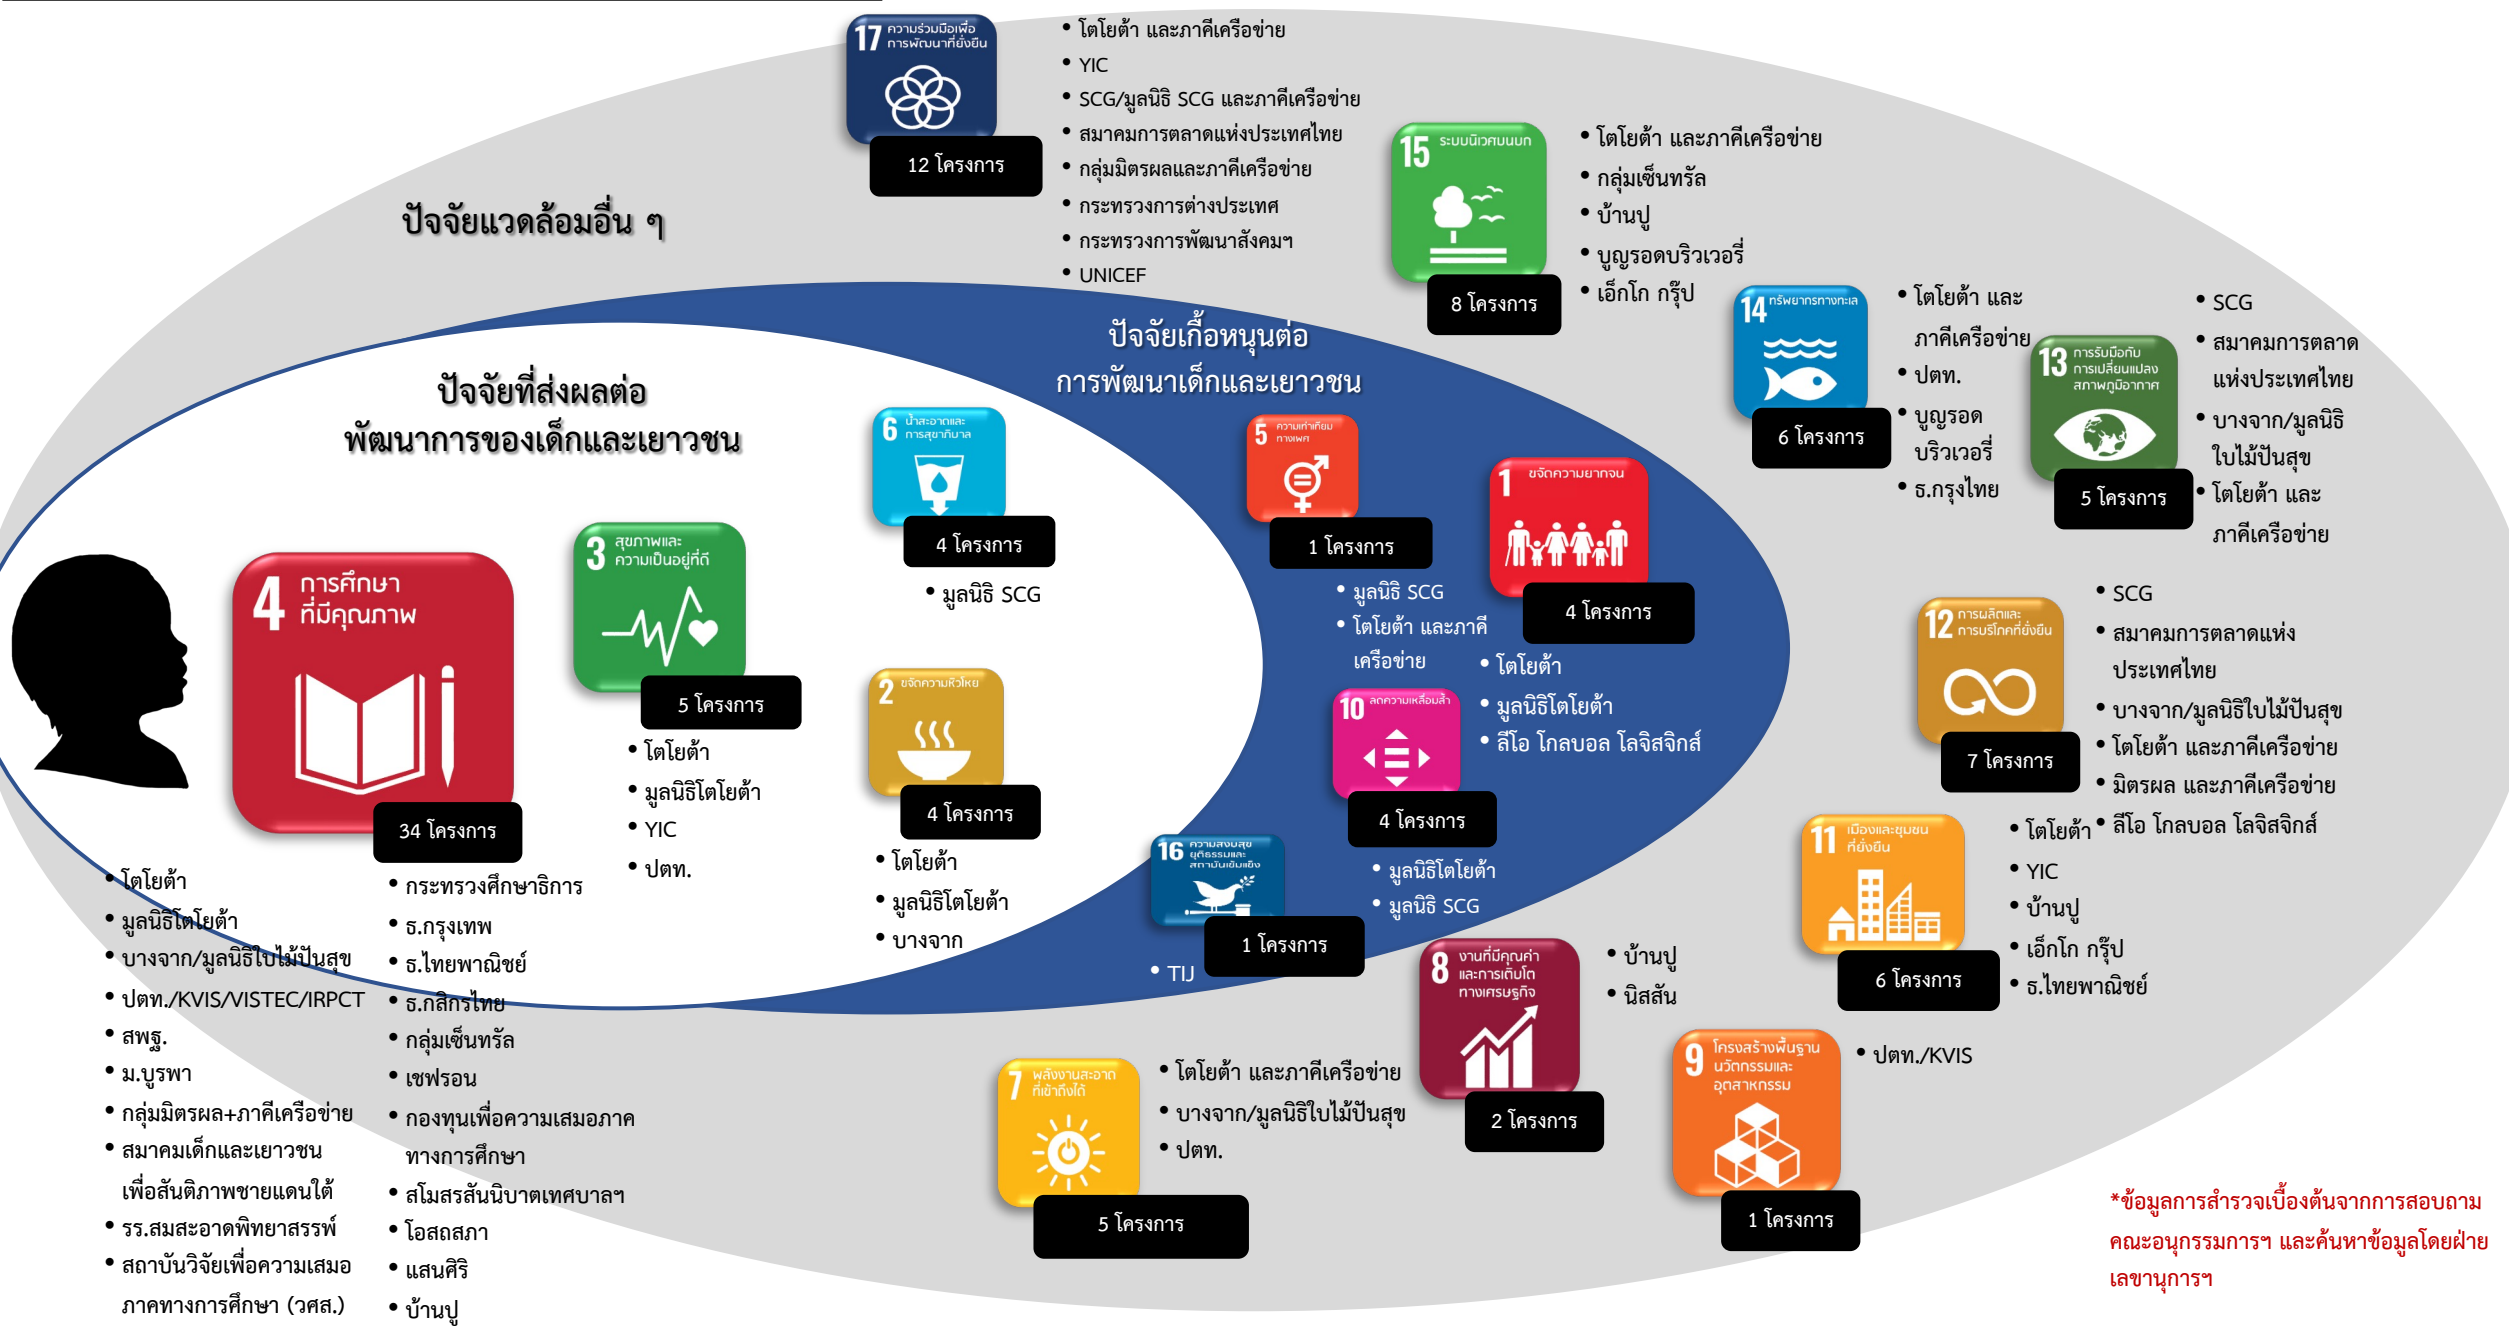 17 ความร่วมมือเพื่อ
การพัฒนาที่ยั่งยืน
12 โครงการ
• โตโยต้า และภาคีเครือข่าย
• YIC
• SCG/มูลนิธิ SCG และภาคีเครือข่าย
• สมาคมการตลาดแห่งประเทศไทย
• กลุ่มมิตรผลและภาคีเครือข่าย
• กระทรวงการต่างประเทศ
• กระทรวงการพัฒนาสังคมฯ
• UNICEF
ปัจจัยแวดล้อมอื่น ๆ
15 ระบบนิเวศบนบก
8 โครงการ
• โตโยต้า และภาคีเครือข่าย
• กลุ่มเซ็นทรัล
• บ้านปู
• บูญรอดบริวเวอรี่
• เอ็กโก กรุ๊ป
14 ทรัพยากรทางทะเล
6 โครงการ
• โตโยต้า และ
ภาคีเครือข่าย
• ปตท.
• บูญรอด
บริวเวอรี่
• ธ.กรุงไทย
13 การรับมือกับ
การเปลี่ยนแปลง
สภาพภูมิอากาศ
5 โครงการ
• SCG
• สมาคมการตลาด
แห่งประเทศไทย
• บางจาก/มูลนิธิ
ใบไม้ปันสุข
• โตโยต้า และ
ภาคีเครือข่าย
ปัจจัยเกื้อหนุนต่อ
การพัฒนาเด็กและเยาวชน
ปัจจัยที่ส่งผลต่อ
พัฒนาการของเด็กและเยาวชน
6 น้ำสะอาดและ
การสุขาภิบาล
4 โครงการ
• มูลนิธิ SCG
5 ความเท่าเทียม
ทางเพศ
1 โครงการ
• มูลนิธิ SCG
• โตโยต้า และภาคี
เครือข่าย
1 ขจัดความยากจน
4 โครงการ
• โตโยต้า
• มูลนิธิโตโยต้า
• ลีโอ โกลบอล โลจิสจิกส์
4 การศึกษา
ที่มีคุณภาพ
34 โครงการ
3 สุขภาพและ
ความเป็นอยู่ที่ดี
5 โครงการ
• โตโยต้า
• มูลนิธิโตโยต้า
• YIC
• ปตท.
2 ขจัดความหิวโหย
4 โครงการ
• โตโยต้า
• มูลนิธิโตโยต้า
• บางจาก
10 ลดความเหลื่อมล้ำ
4 โครงการ
• มูลนิธิโตโยต้า
• มูลนิธิ SCG
16 ความสงบสุข
ยุติธรรมและ
สถาบันเข้มแข็ง
1 โครงการ
• TIJ
12 การผลิตและ
การบริโภคที่ยั่งยืน
7 โครงการ
• SCG
• สมาคมการตลาดแห่ง
ประเทศไทย
• บางจาก/มูลนิธิใบไม้ปันสุข
• โตโยต้า และภาคีเครือข่าย
• มิตรผล และภาคีเครือข่าย
• ลีโอ โกลบอล โลจิสจิกส์
11 เมืองและชุมชน
ที่ยั่งยืน
6 โครงการ
• โตโยต้า
• YIC
• บ้านปู
• เอ็กโก กรุ๊ป
• ธ.ไทยพาณิชย์
8 งานที่มีคุณค่า
และการเติบโต
ทางเศรษฐกิจ
2 โครงการ
• บ้านปู
• นิสสัน
9 โครงสร้างพื้นฐาน
นวัตกรรมและ
อุตสาหกรรม
1 โครงการ
• ปตท./KVIS
7 พลังงานสะอาด
ที่เข้าถึงได้
5 โครงการ
• โตโยต้า และภาคีเครือข่าย
• บางจาก/มูลนิธิใบไม้ปันสุข
• ปตท.
• โตโยต้า
• มูลนิธิโตโยต้า
• บางจาก/มูลนิธิใบไม้ปันสุข
• ปตท./KVIS/VISTEC/IRPCT
• สพฐ.
• ม.บูรพา
• กลุ่มมิตรผล+ภาคีเครือข่าย
• สมาคมเด็กและเยาวชน
เพื่อสันติภาพชายแดนใต้
• รร.สมสะอาดพิทยาสรรพ์
• สถาบันวิจัยเพื่อความเสมอ
ภาคทางการศึกษา (วศส.)
• กระทรวงศึกษาธิการ
• ธ.กรุงเทพ
• ธ.ไทยพาณิชย์
• ธ.กสิกรไทย
• กลุ่มเซ็นทรัล
• เชฟรอน
• กองทุนเพื่อความเสมอภาค
ทางการศึกษา
• สโมสรสันนิบาตเทศบาลฯ
• โอสถสภา
• แสนศิริ
• บ้านปู
*ข้อมูลการสำรวจเบื้องต้นจากการสอบถาม
คณะอนุกรรมการฯ และค้นหาข้อมูลโดยฝ่าย
เลขานุการฯ